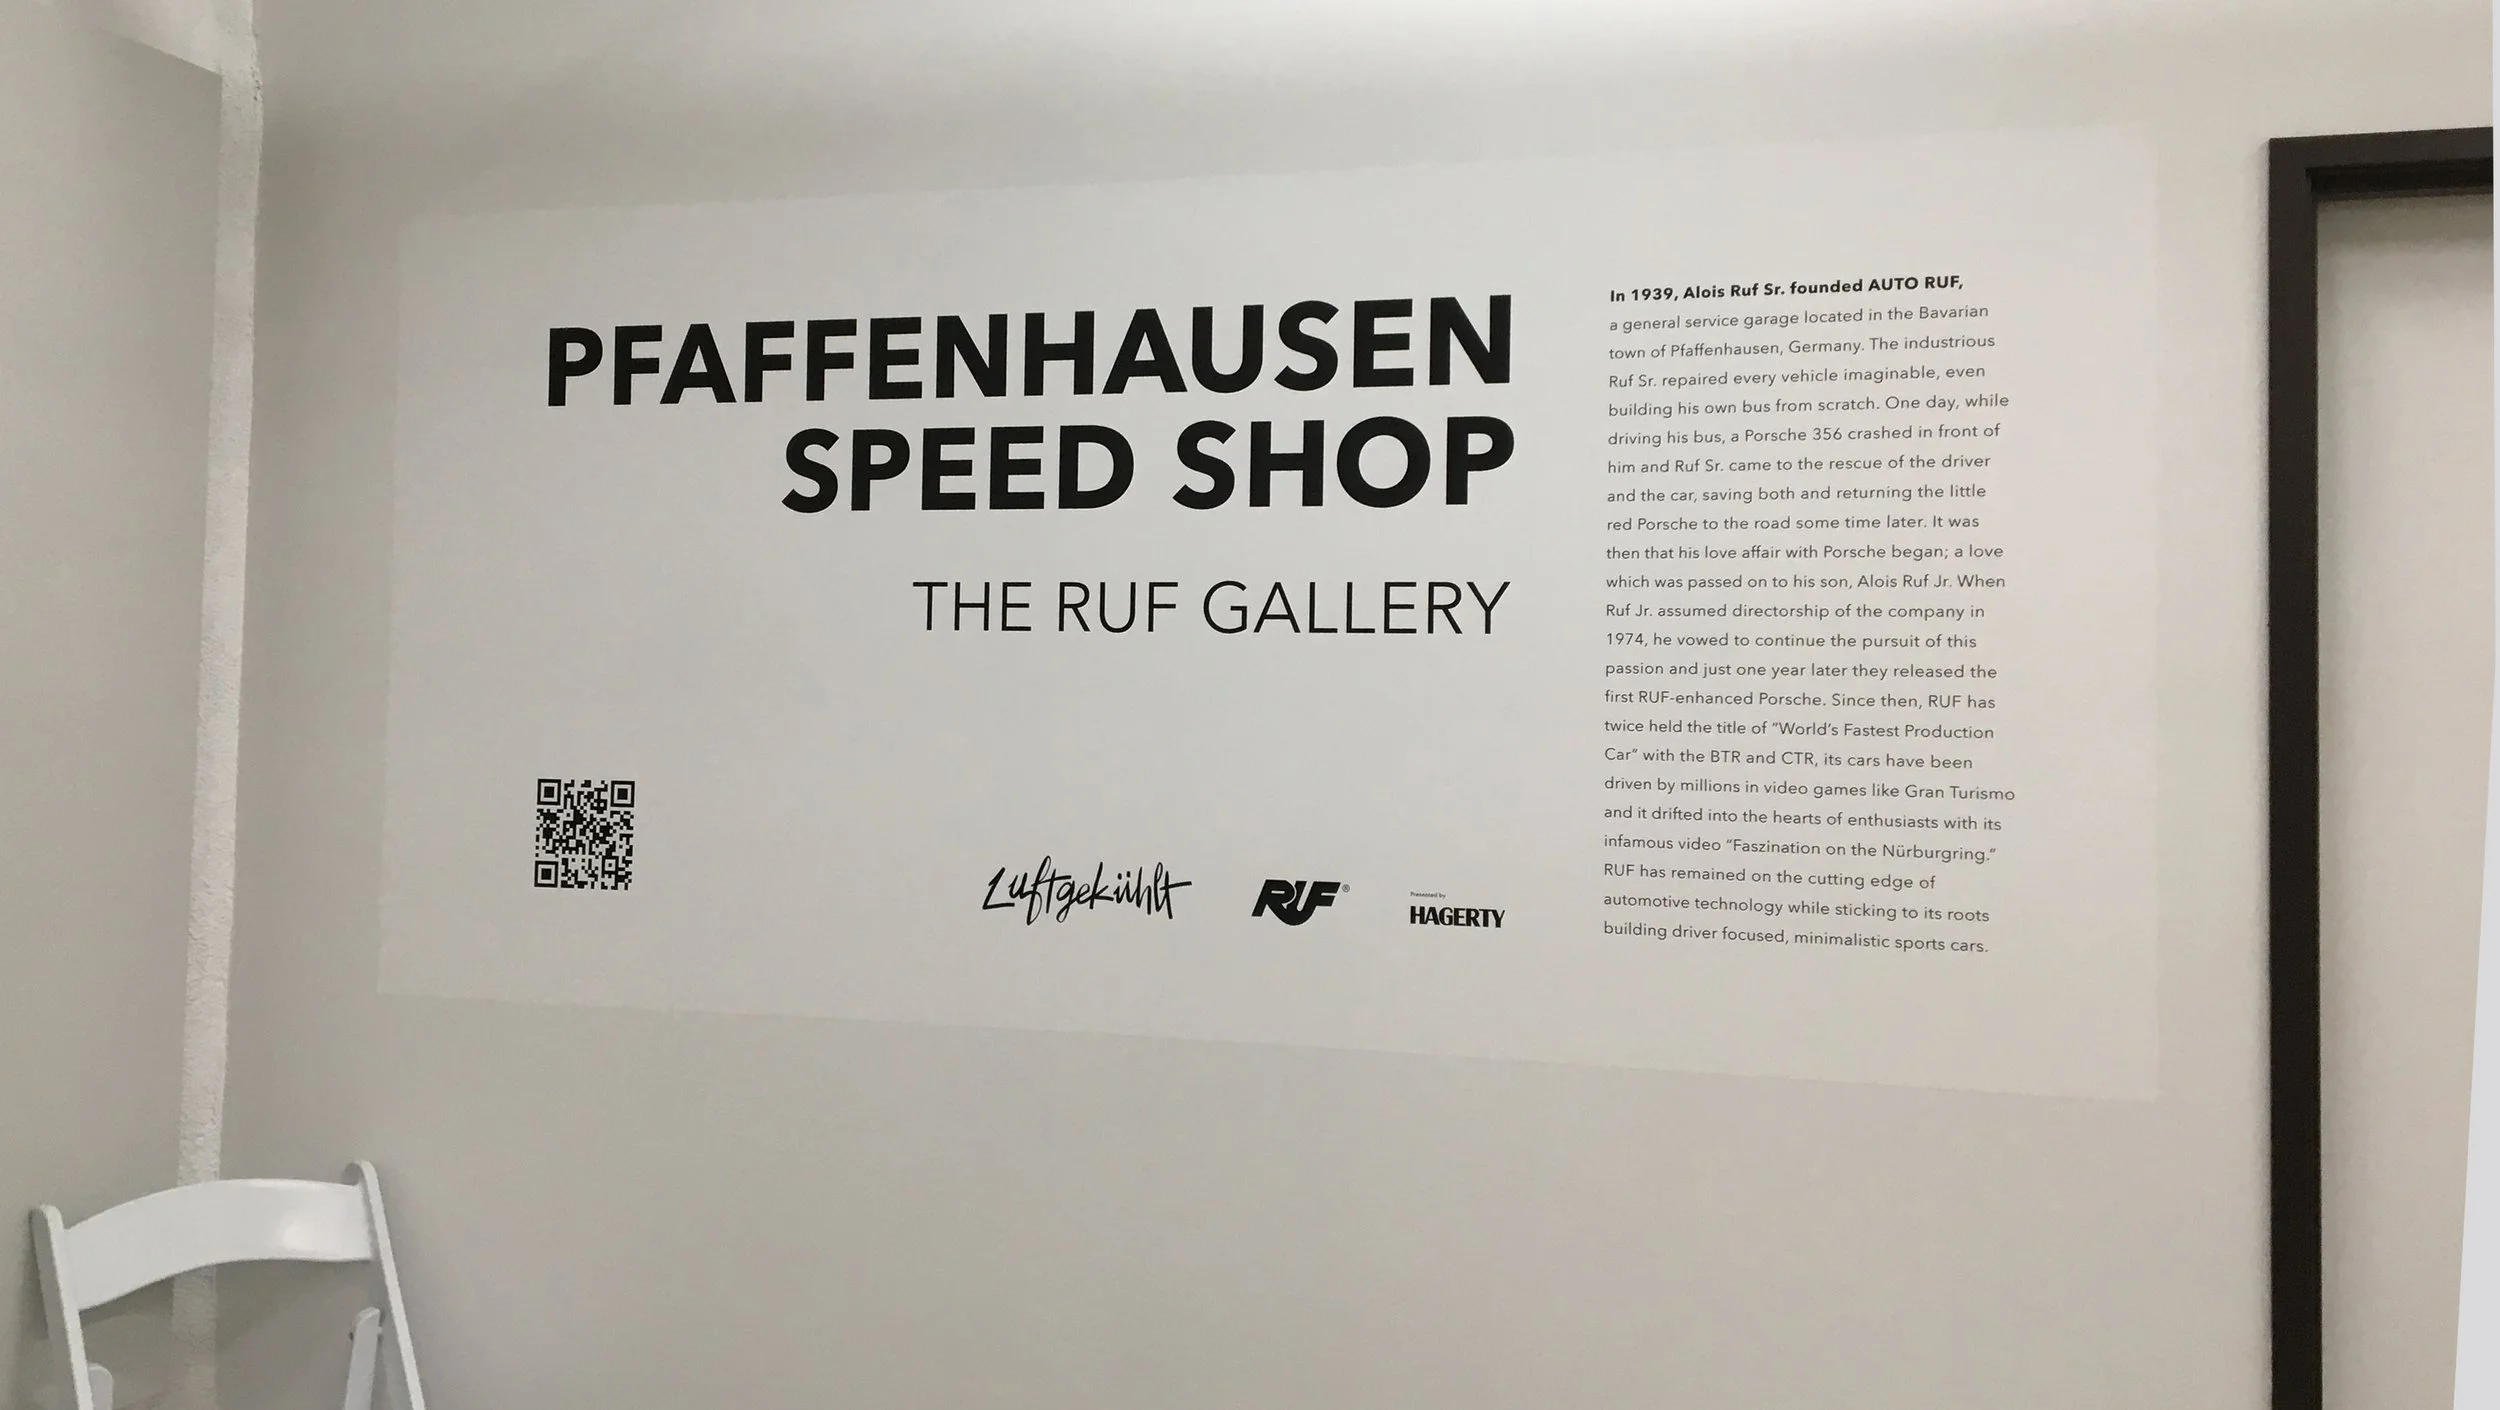 PFAFFENHAUSEN
SPEED SHOP
THE RUF GALLERY
Luftgekühlt
RUF®
Presented by
HAGERTY
In 1939, Alois Ruf Sr. founded AUTO RUF,
a general service garage located in the Bavarian
town of Pfaffenhausen, Germany. The industrious
Ruf Sr. repaired every vehicle imaginable, even
building his own bus from scratch. One day, while
driving his bus, a Porsche 356 crashed in front of
him and Ruf Sr. came to the rescue of the driver
and the car, saving both and returning the little
red Porsche to the road some time later. It was
then that his love affair with Porsche began; a love
which was passed on to his son, Alois Ruf Jr. When
Ruf Jr. assumed directorship of the company in
1974, he vowed to continue the pursuit of this
passion and just one year later they released the
first RUF-enhanced Porsche. Since then, RUF has
twice held the title of "World's Fastest Production
Car" with the BTR and CTR, its cars have been
driven by millions in video games like Gran Turismo
and it drifted into the hearts of enthusiasts with its
infamous video "Faszination on the Nürburgring."
RUF has remained on the cutting edge of
automotive technology while sticking to its roots
building driver focused, minimalistic sports cars.